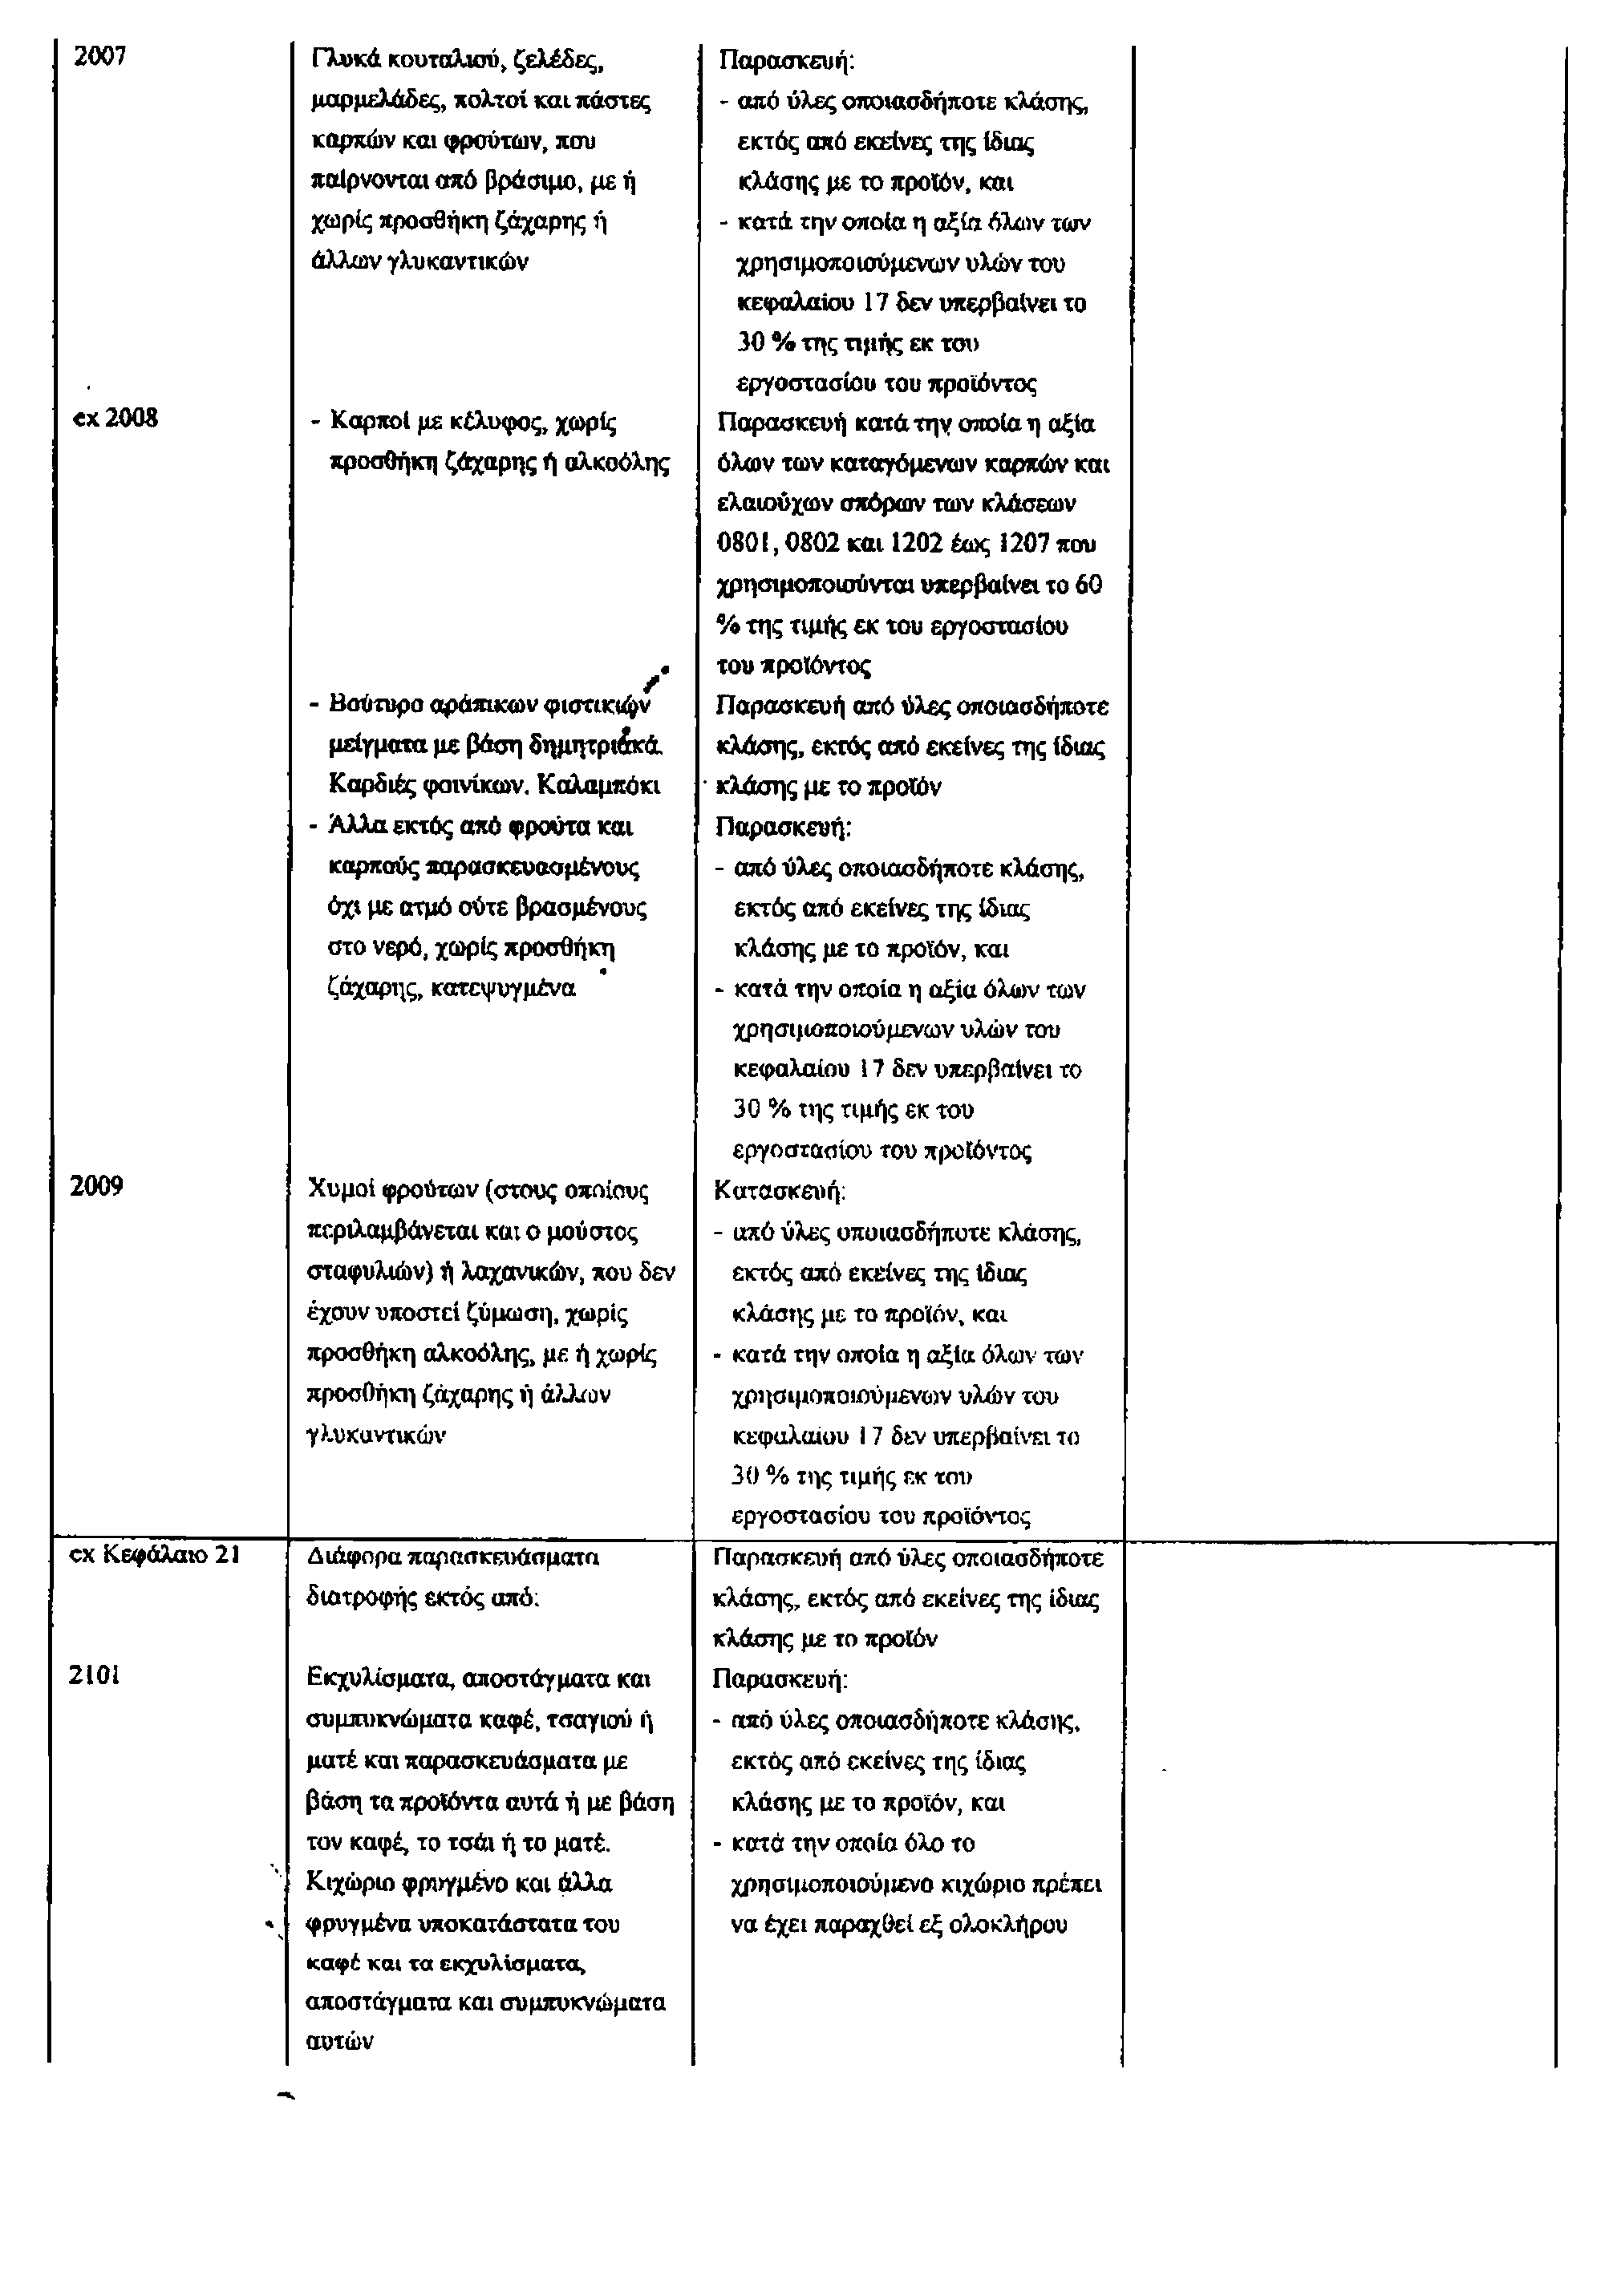 2007
Γλυκά κουταλιού, ζελέδες,
μαρμελάδες, πολτοί και πάστες
καρπών και φρούτων, που
παίρνονται από βράσιμο, με ή
χωρίς προσθήκη ζάχαρης ή
άλλων γλυκαντικών
Παρασκευή:
- από ύλες οποιασδήποτε κλάσης,
εκτός από εκείνες της ίδιας
κλάσης με το προϊόν, και
- κατά την οποία η αξία όλων των
χρησιμοποιούμενων υλών του
κεφαλαίου 17 δεν υπερβαίνει το
30 % της τιμής εκ του
εργοστασίου του προϊόντος
ex 2008
- Καρποί με κέλυφος, χωρίς
προσθήκη ζάχαρης ή αλκοόλης
Παρασκευή κατά την οποία η αξία
όλων των καταγόμενων καρπών και
ελαιούχων σπόρων των κλάσεων
0801, 0802 και 1202 έως 1207 που
χρησιμοποιούνται υπερβαίνει το 60
% της τιμής εκ του εργοστασίου
του προϊόντος
- Βούτυρο αράπικων φιστικιών
μείγματα με βάση δημητριακά.
Καρδιές φοινίκων. Καλαμπόκι
Παρασκευή από ύλες οποιασδήποτε
κλάσης, εκτός από εκείνες της ίδιας
κλάσης με το προϊόν
- Άλλα εκτός από φρούτα και
καρπούς παρασκευασμένους
όχι με ατμό ούτε βρασμένους
στο νερό, χωρίς προσθήκη
ζάχαρης, κατεψυγμένα
Παρασκευή:
- από ύλες οποιασδήποτε κλάσης,
εκτός από εκείνες της ίδιας
κλάσης με το προϊόν, και
- κατά την οποία η αξία όλων των
χρησιμοποιούμενων υλών του
κεφαλαίου 17 δεν υπερβαίνει το
30 % της τιμής εκ του
εργοστασίου του προϊόντος
2009
Χυμοί φρούτων (στους οποίους
περιλαμβάνεται και ο μούστος
σταφυλιών) ή λαχανικών, που δεν
έχουν υποστεί ζύμωση, χωρίς
προσθήκη αλκοόλης, με ή χωρίς
προσθήκη ζάχαρης ή άλλων
γλυκαντικών
Κατασκευή:
- από ύλες οποιασδήποτε κλάσης,
εκτός από εκείνες της ίδιας
κλάσης με το προϊόν, και
- κατά την οποία η αξία όλων των
χρησιμοποιούμενων υλών του
κεφαλαίου 17 δεν υπερβαίνει το
30 % της τιμής εκ του
εργοστασίου του προϊόντος
ex Κεφάλαιο 21
Διάφορα παρασκευάσματα
διατροφής εκτός από:
Παρασκευή από ύλες οποιασδήποτε
κλάσης, εκτός από εκείνες της ίδιας
κλάσης με το προϊόν
2101
Εκχυλίσματα, αποστάγματα και
συμπυκνώματα καφέ, τσαγιού ή
ματέ και παρασκευάσματα με
βάση τα προϊόντα αυτά ή με βάση
τον καφέ, το τσάι ή το ματέ.
Κιχώριο φρυγμένο και άλλα
φρυγμένα υποκατάστατα του
καφέ και τα εκχυλίσματα,
αποστάγματα και συμπυκνώματα
αυτών
Παρασκευή:
- από ύλες οποιασδήποτε κλάσης,
εκτός από εκείνες της ίδιας
κλάσης με το προϊόν, και
- κατά την οποία όλο το
χρησιμοποιούμενο κιχώριο πρέπει
να έχει παραχθεί εξ ολοκλήρου